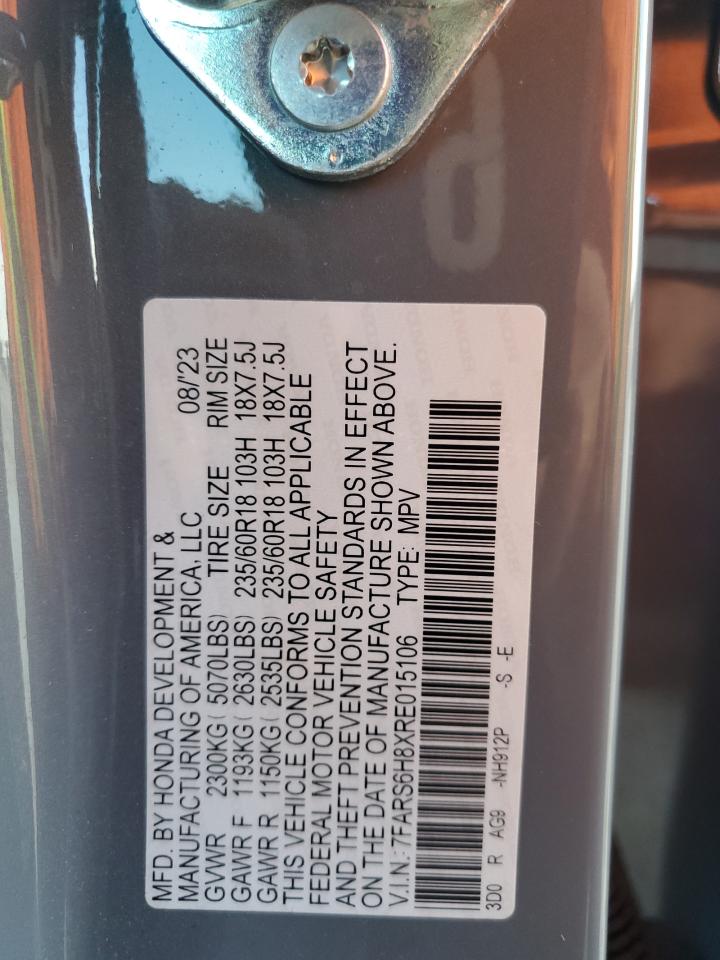 MFD. BY HONDA DEVELOPMENT &
MANUFACTURING OF AMERICA, LLC 08/'23
GVWR 2300KG( 5070LBS) TIRE SIZE RIM SIZE
GAWR F 1193KG( 2630LBS) 235/60R18 103H 18X7.5J
GAWR R 1150KG( 2535LBS) 235/60R18 103H 18X7.5J
THIS VEHICLE CONFORMS TO ALL APPLICABLE
FEDERAL MOTOR VEHICLE SAFETY
AND THEFT PREVENTION STANDARDS IN EFFECT
ON THE DATE OF MANUFACTURE SHOWN ABOVE.
V.I.N.: 7FARS6H8XRE015106 TYPE: MPV
3D0 R AG9 -NH912P -S -E